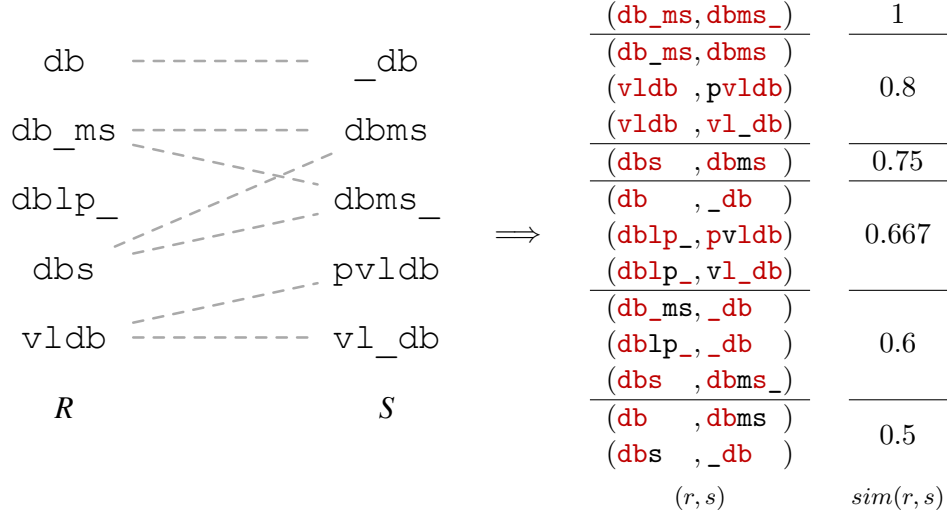 db _db
db_ms dbms
dblp_ dbms_
dbs pvldb
vldb vl_db
R S
⟹
(db_ms, dbms_) 1
(db_ms, dbms )
(vldb , pvldb) 0.8
(vldb , vl_db)
(dbs , dbms ) 0.75
(db , _db )
(dblp_, pvldb) 0.667
(dblp_, vl_db)
(db_ms, _db )
(dblp_, _db ) 0.6
(dbs , dbms_)
(db , dbms )
(dbs , _db ) 0.5
(r, s) sim(r, s)